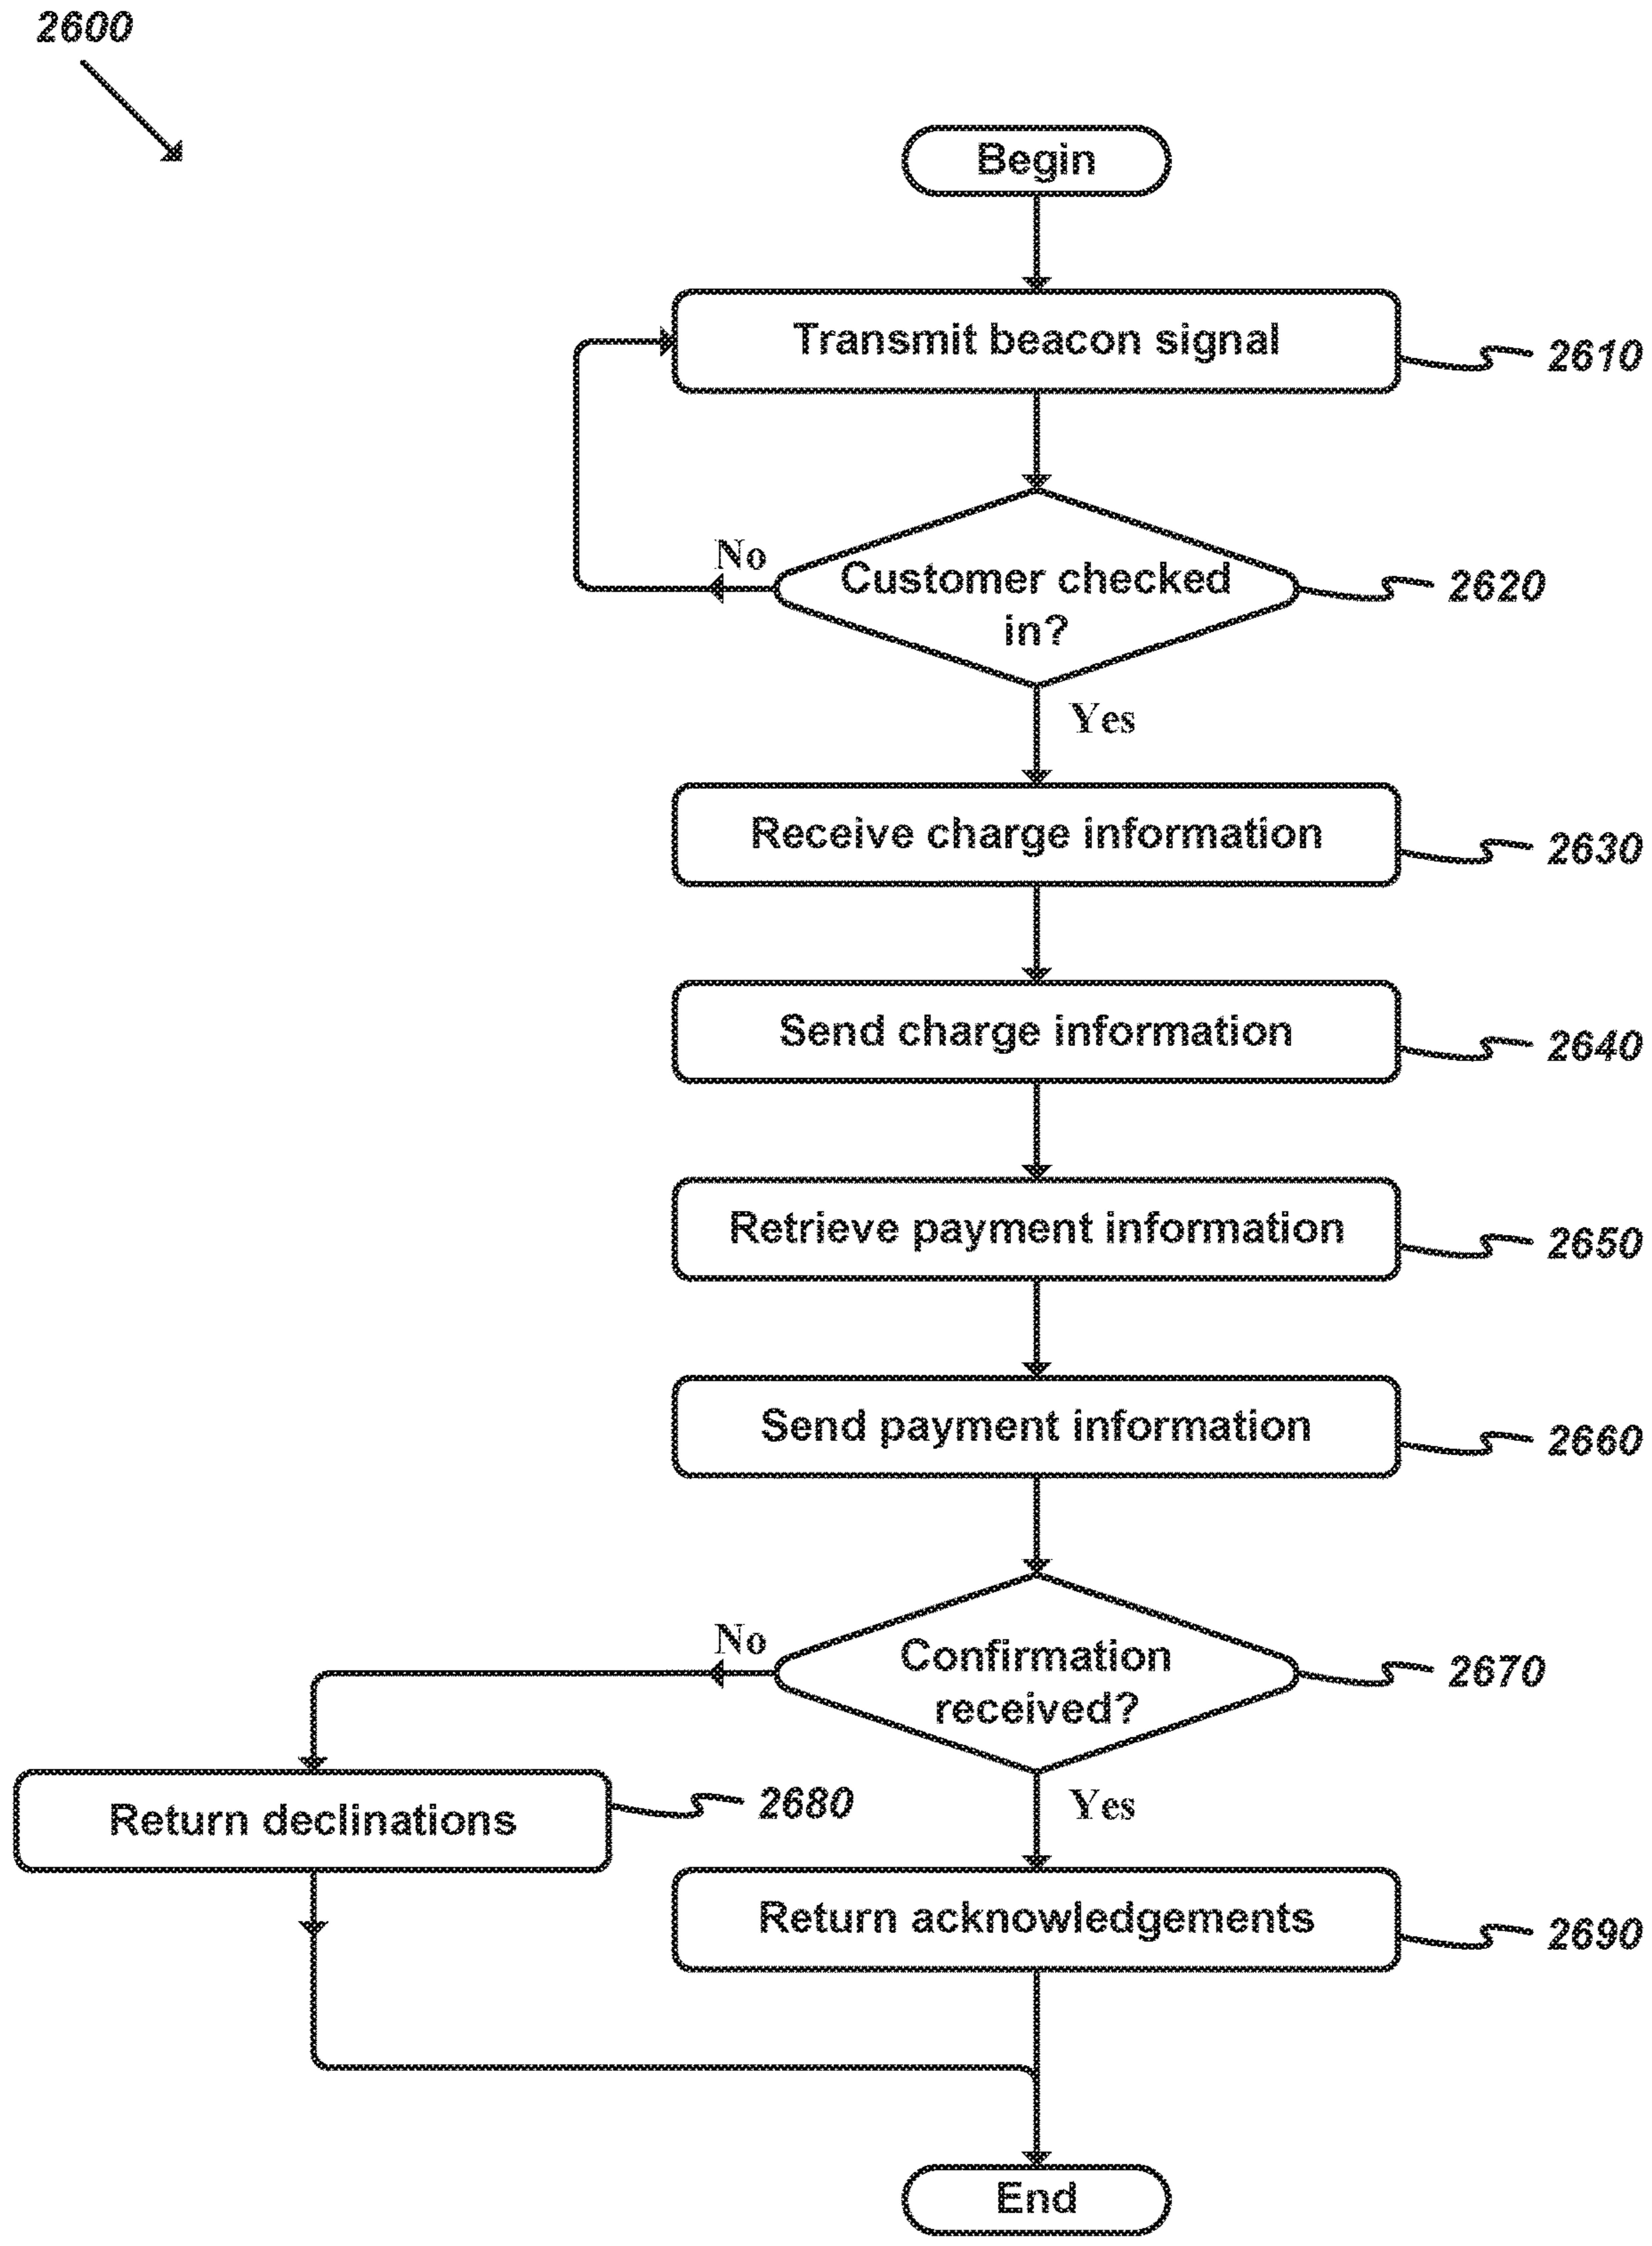 2600
Begin
Transmit beacon signal
2610
No
Customer checked
in?
2620
Yes
Receive charge information
2630
Send charge information
2640
Retrieve payment information
2650
Send payment information
2660
No
Confirmation
received?
2670
Yes
Return declinations
2680
Return acknowledgements
2690
End